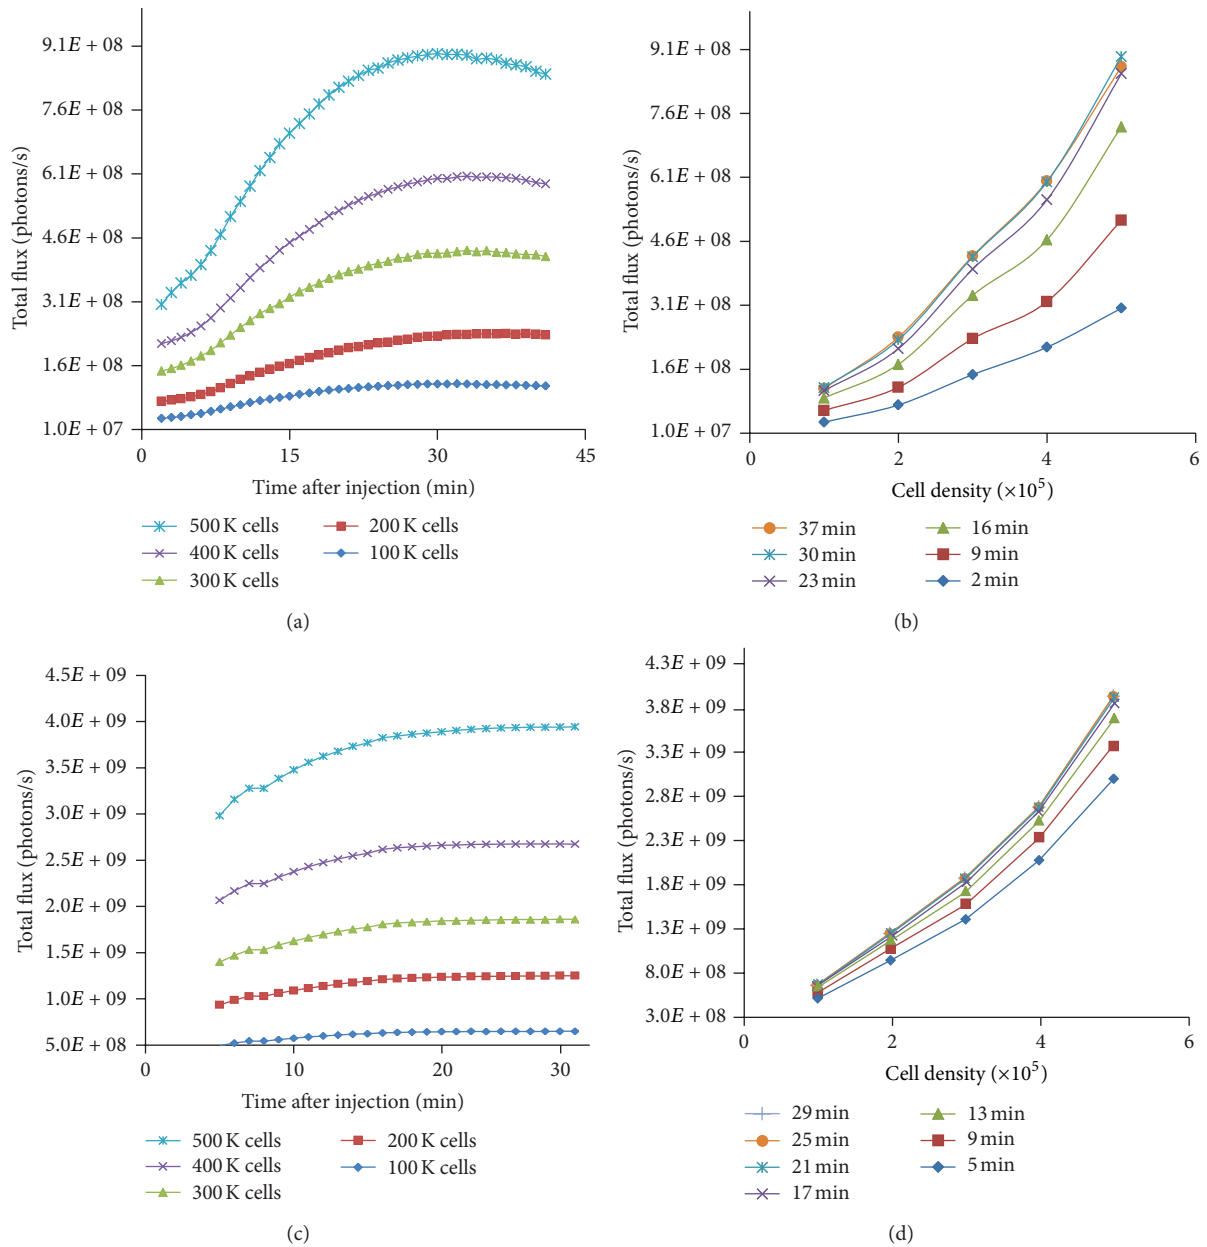 9.1E + 08
7.6E + 08
6.1E + 08
4.6E + 08
3.1E + 08
1.6E + 08
1.0E + 07
Total flux (photons/s)
0 15 30 45
Time after injection (min)
500 K cells 200 K cells
400 K cells 100 K cells
300 K cells
(a)
9.1E + 08
7.6E + 08
6.1E + 08
4.6E + 08
3.1E + 08
1.6E + 08
1.0E + 07
Total flux (photons/s)
0 2 4 6
Cell density (×10⁵)
37 min 16 min
30 min 9 min
23 min 2 min
(b)
4.5E + 09
4.0E + 09
3.5E + 09
3.0E + 09
2.5E + 09
2.0E + 09
1.5E + 09
1.0E + 09
5.0E + 08
Total flux (photons/s)
0 10 20 30
Time after injection (min)
500 K cells 200 K cells
400 K cells 100 K cells
300 K cells
(c)
4.3E + 09
3.8E + 09
3.3E + 09
2.8E + 09
2.3E + 09
1.8E + 09
1.3E + 09
8.0E + 08
3.0E + 08
Total flux (photons/s)
0 2 4 6
Cell density (×10⁵)
29 min 13 min
25 min 9 min
21 min 5 min
17 min
(d)